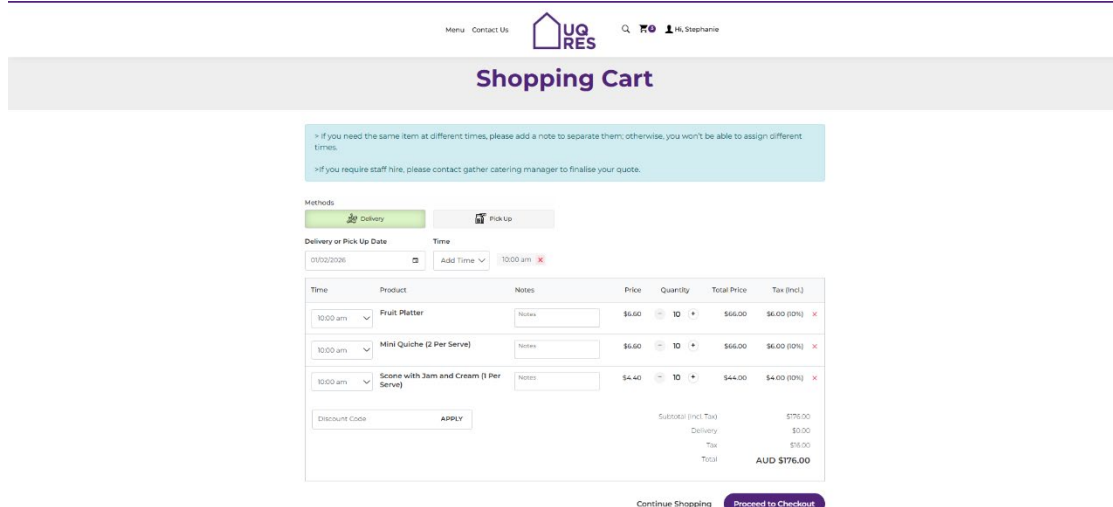 Menu Contact Us UQ RES Hi, Stephanie
Shopping Cart
> If you need the same item at different times, please add a note to separate them; otherwise, you won't be able to assign different
times.
>If you require staff hire, please contact gather catering manager to finalise your quote.
Methods
Delivery Pick Up
Delivery or Pick Up Date Time
01/02/2026 Add Time 10:00 am
Time Product Notes Price Quantity Total Price Tax (Incl.)
10:00 am Fruit Platter Notes $6.60 - 10 + $66.00 $6.00 (10%) ×
10:00 am Mini Quiche (2 Per Serve) Notes $6.60 - 10 + $66.00 $6.00 (10%) ×
10:00 am Scone with Jam and Cream (1 Per
Serve) Notes $4.40 - 10 + $44.00 $4.00 (10%) ×
Discount Code APPLY
Subtotal (Incl. Tax) $176.00
Delivery $0.00
Tax $16.00
Total AUD $176.00
Continue Shopping Proceed to Checkout